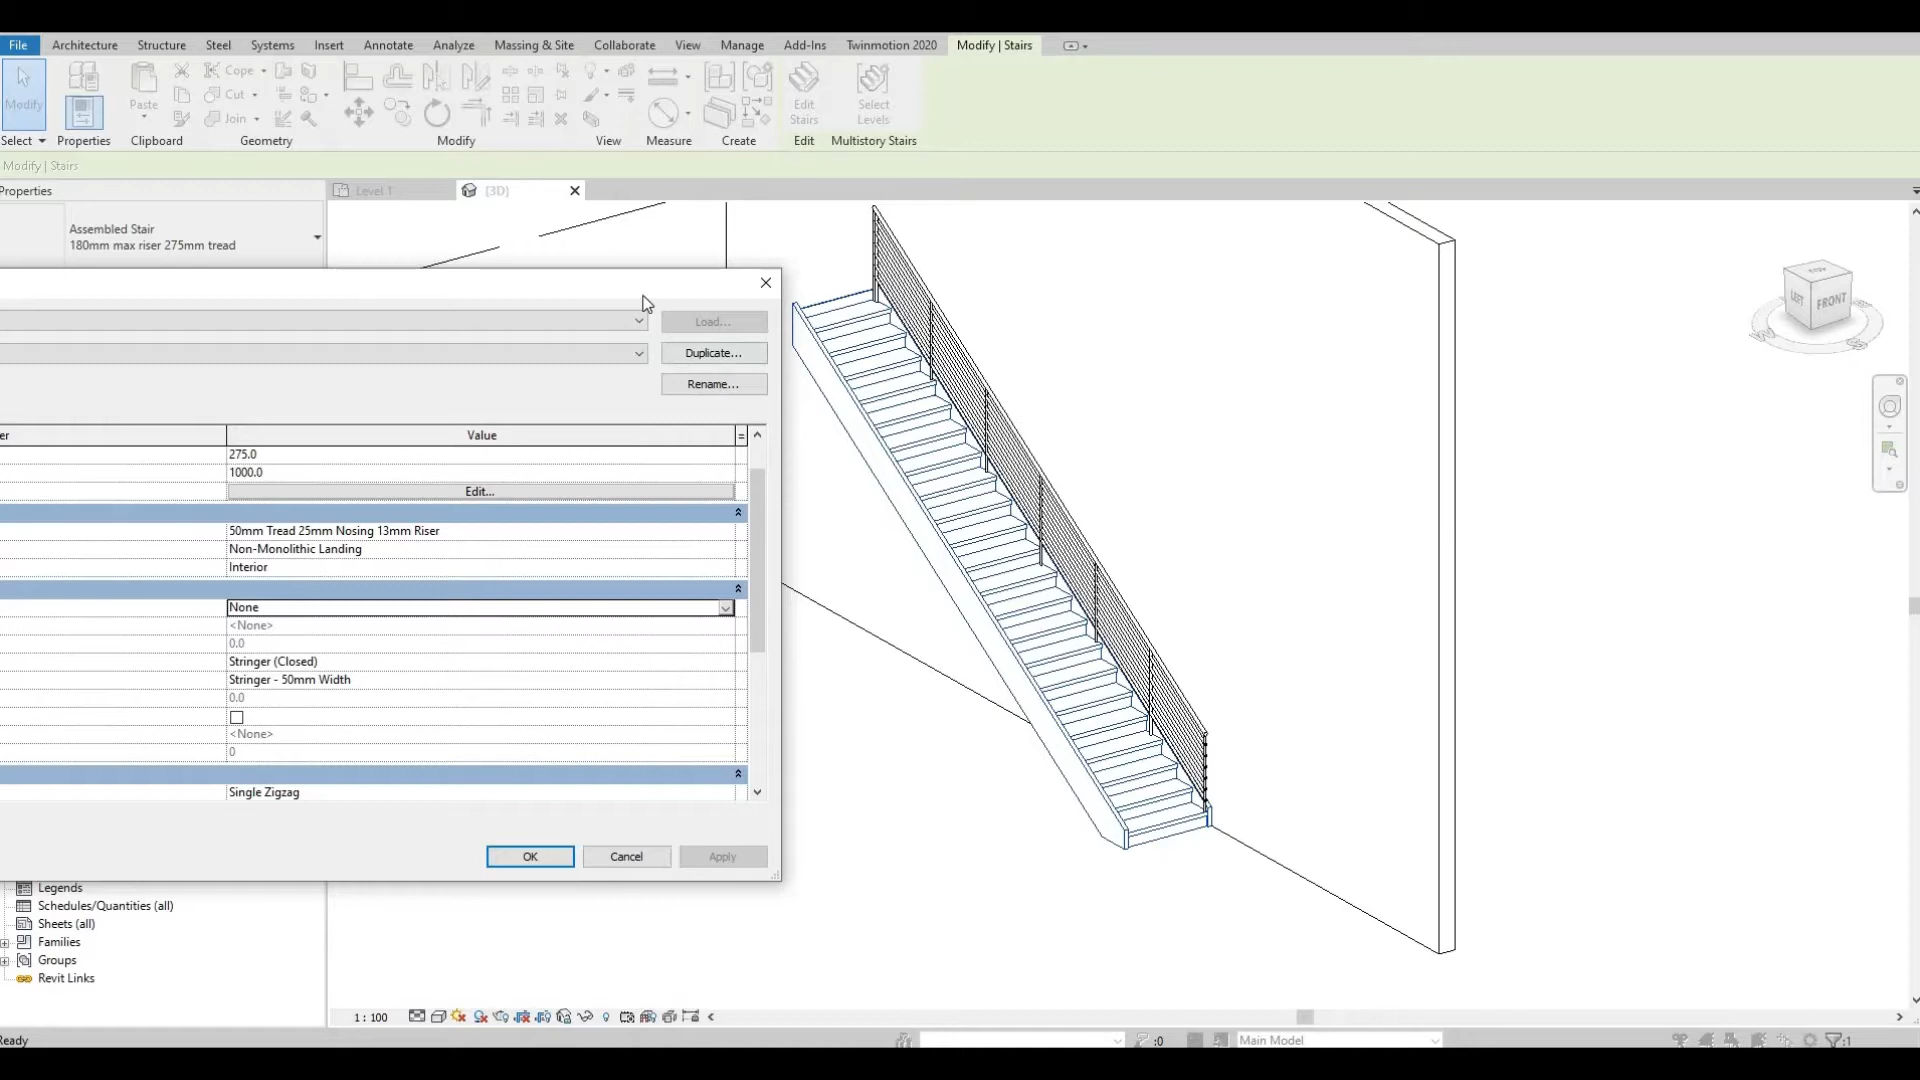 File Architecture Structure Steel Systems Insert Annotate Analyze Massing & Site Collaborate View Manage Add-Ins Twinmotion 2020 Modify | Stairs
Cope
Cut
Join
Modify
Paste
Edit Stairs
Select Levels
Select Properties Clipboard Geometry Modify View Measure Create Edit Multistory Stairs
Modify | Stairs
Properties
Level 1
{3D}
Assembled Stair
180mm max riser 275mm tread
Load...
Duplicate...
Rename...
er Value =
275.0
1000.0
Edit...
50mm Tread 25mm Nosing 13mm Riser
Non-Monolithic Landing
Interior
None
<None>
0.0
Stringer (Closed)
Stringer - 50mm Width
0.0
<None>
0
Single Zigzag
OK Cancel Apply
TOP
LEFT FRONT
Legends
Schedules/Quantities (all)
Sheets (all)
Families
Groups
Revit Links
1 : 100
Ready
:0
Main Model
:1